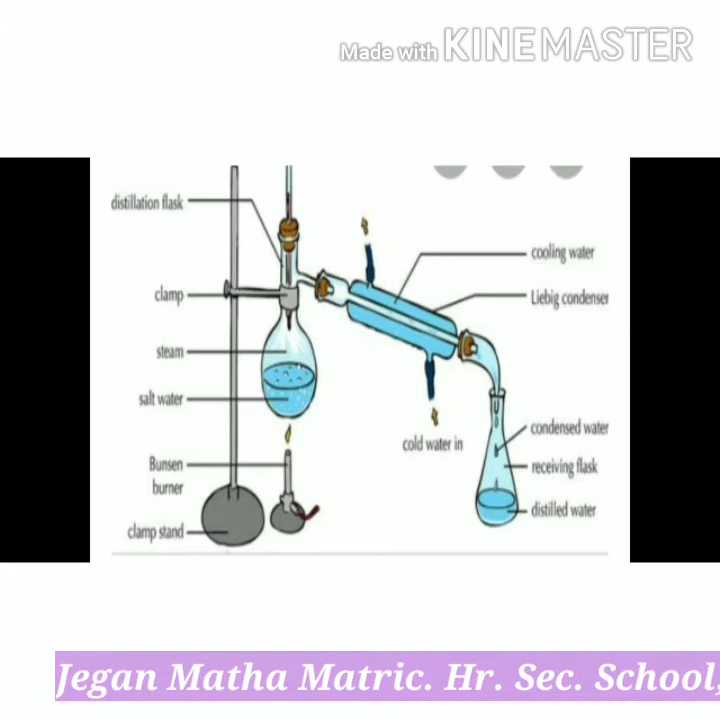 Made with KINEMASTER
distillation flask
cooling water
clamp
Liebig condenser
steam
salt water
cold water in
condensed water
Bunsen
burner
receiving flask
distilled water
clamp stand
Jegan Matha Matric. Hr. Sec. School,